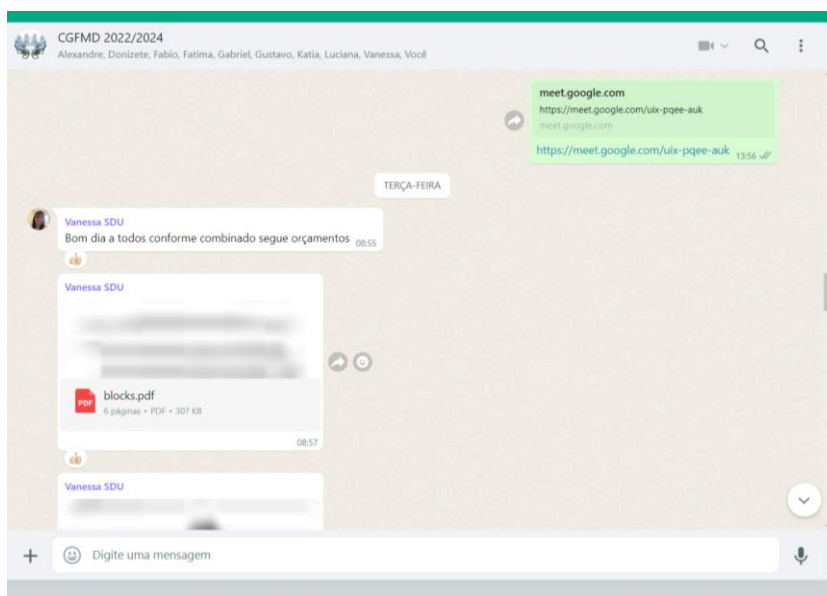 CGFMD 2022/2024
Alexandre, Donizete, Fabio, Fatima, Gabriel, Gustavo, Katia, Luciana, Vanessa, Você
meet.google.com
https://meet.google.com/uix-pqee-auk
meet.google.com
https://meet.google.com/uix-pqee-auk 13:56
TERÇA-FEIRA
Vanessa SDU
Bom dia a todos conforme combinado segue orçamentos 08:55
Vanessa SDU
PDF
blocks.pdf
6 páginas • PDF • 307 KB
08:57
Vanessa SDU
Digite uma mensagem